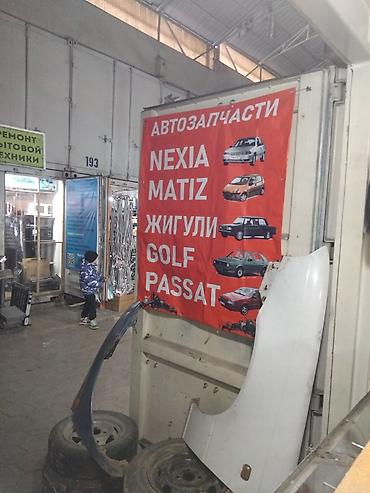 РЕМОНТ
БЫТОВОЙ
ТЕХНИКИ
193
АВТОЗАПЧАСТИ
NEXIA
MATIZ
ЖИГУЛИ
GOLF
PASSAT